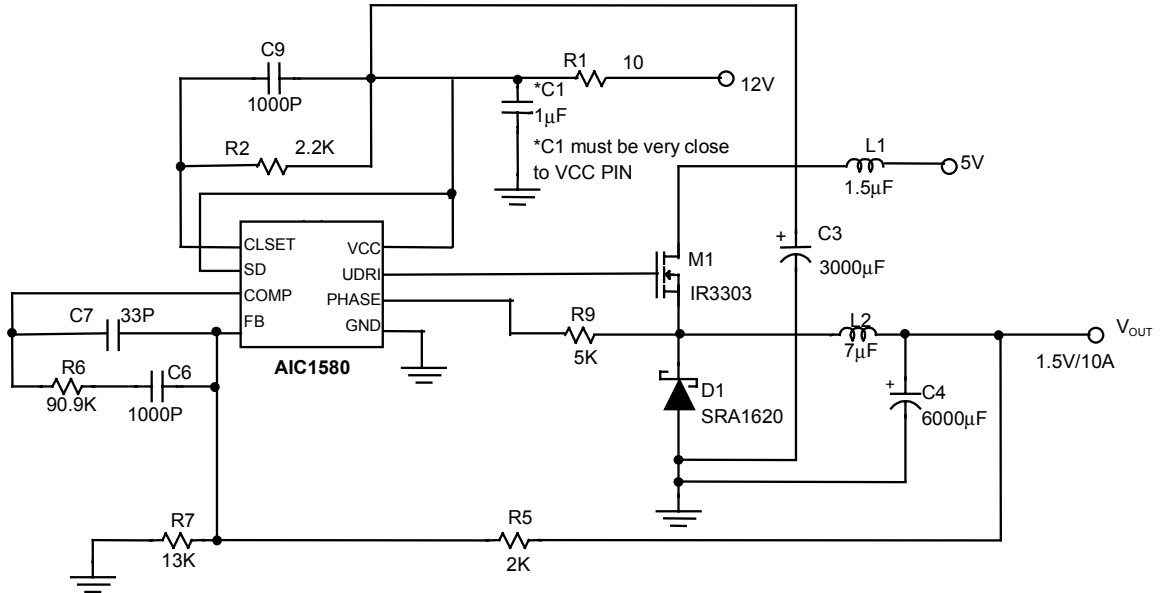 C9
1000P
R1 10
12V
*C1
1μF
*C1 must be very close
to VCC PIN
R2 2.2K
L1
1.5μF
5V
CLSET
SD
COMP
FB
VCC
UDRI
PHASE
GND
AIC1580
M1
IR3303
+
C3
3000μF
C7 33P
R6
90.9K
C6
1000P
R9
5K
L2
7μF
VOUT
1.5V/10A
D1
SRA1620
+
C4
6000μF
R7
13K
R5
2K